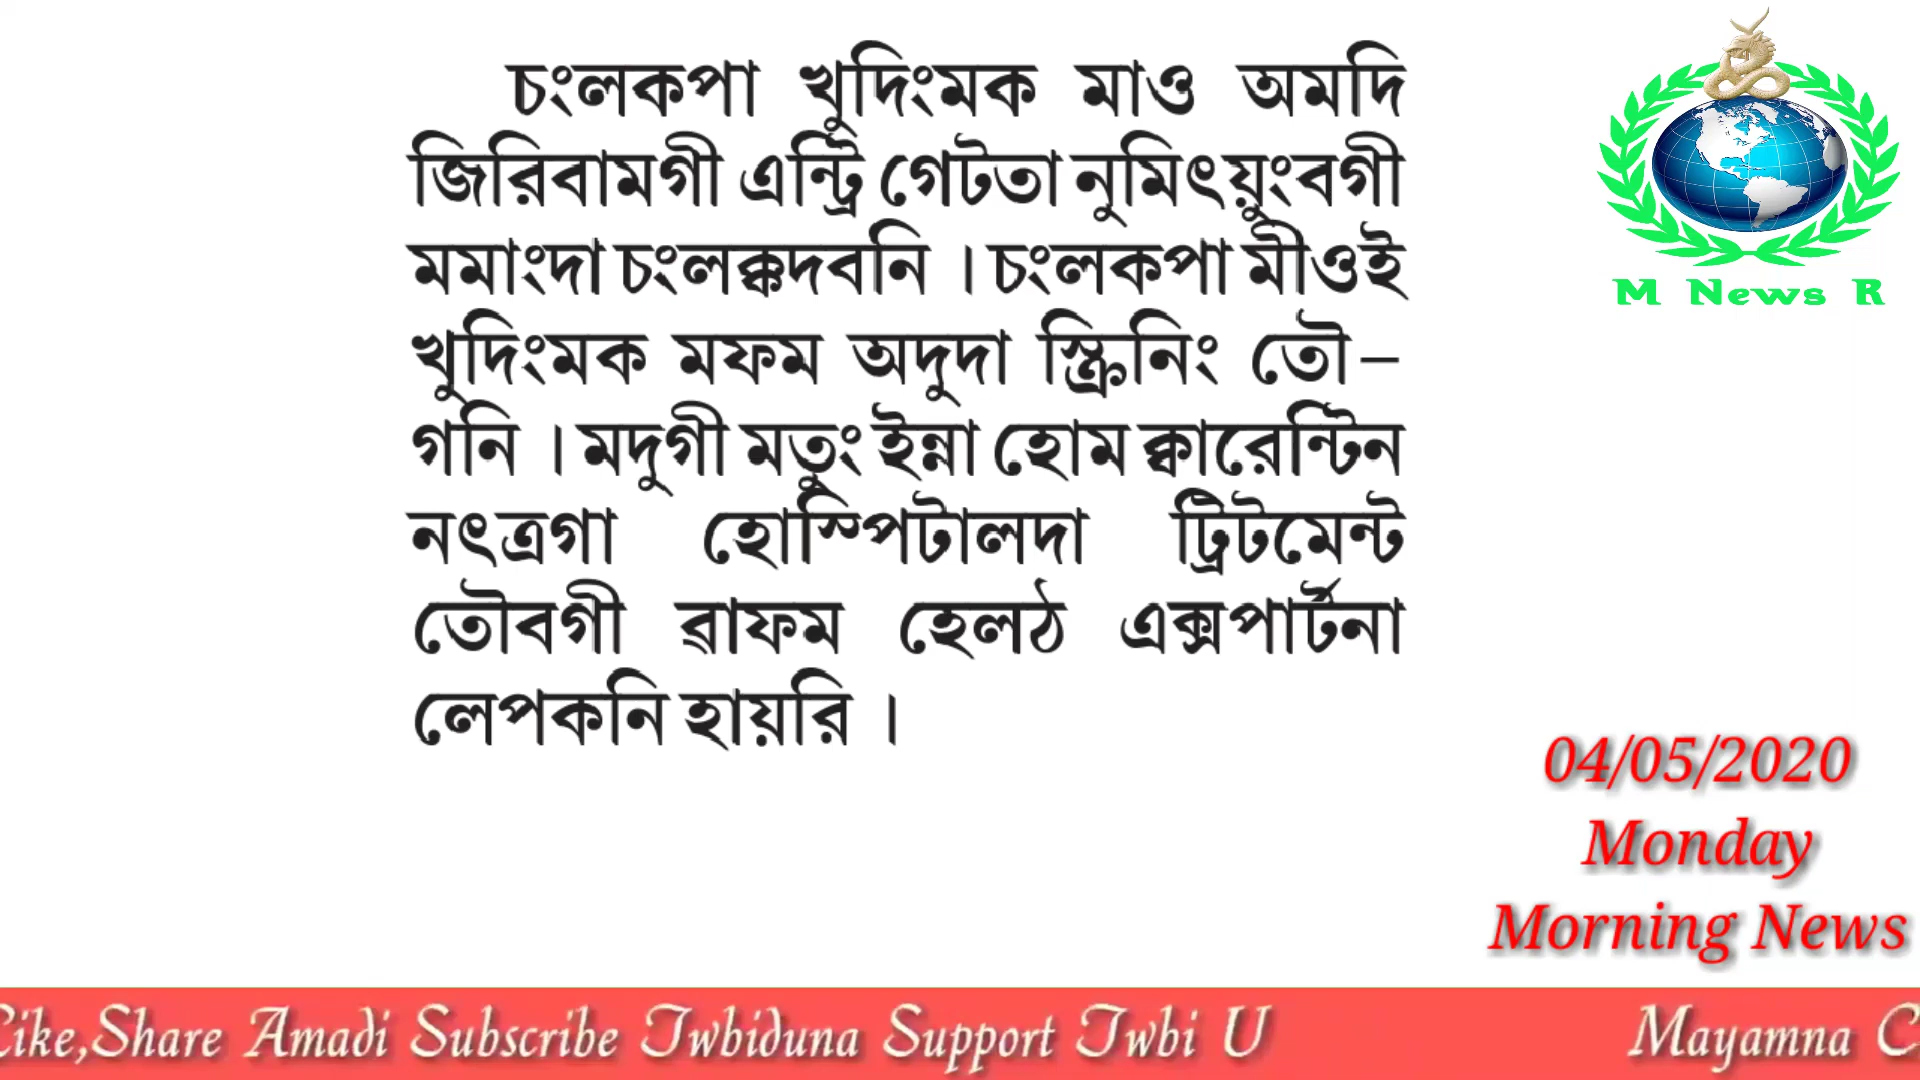 চংলকপা খুদিংমক মাও অমদি
জিরিবামগী এন্ট্রি গেটতা নুমিৎয়ুংবগী
মমাংদা চংলক্কদবনি । চংলকপা মীওই
খুদিংমক মফম অদুদা স্ক্রিনিং তৌ–
গনি । মদুগী মতুং ইন্না হোম ক্বারেন্টিন
নৎত্রগা হোস্পিটালদা ট্রিটমেন্ট
তৌবগী ৱাফম হেলঠ এক্সপার্টনা
লেপকনি হায়রি ।
M News R
04/05/2020
Monday
Morning News
Like,Share Amadi Subscribe Twbiduna Support Twbi U Mayamna